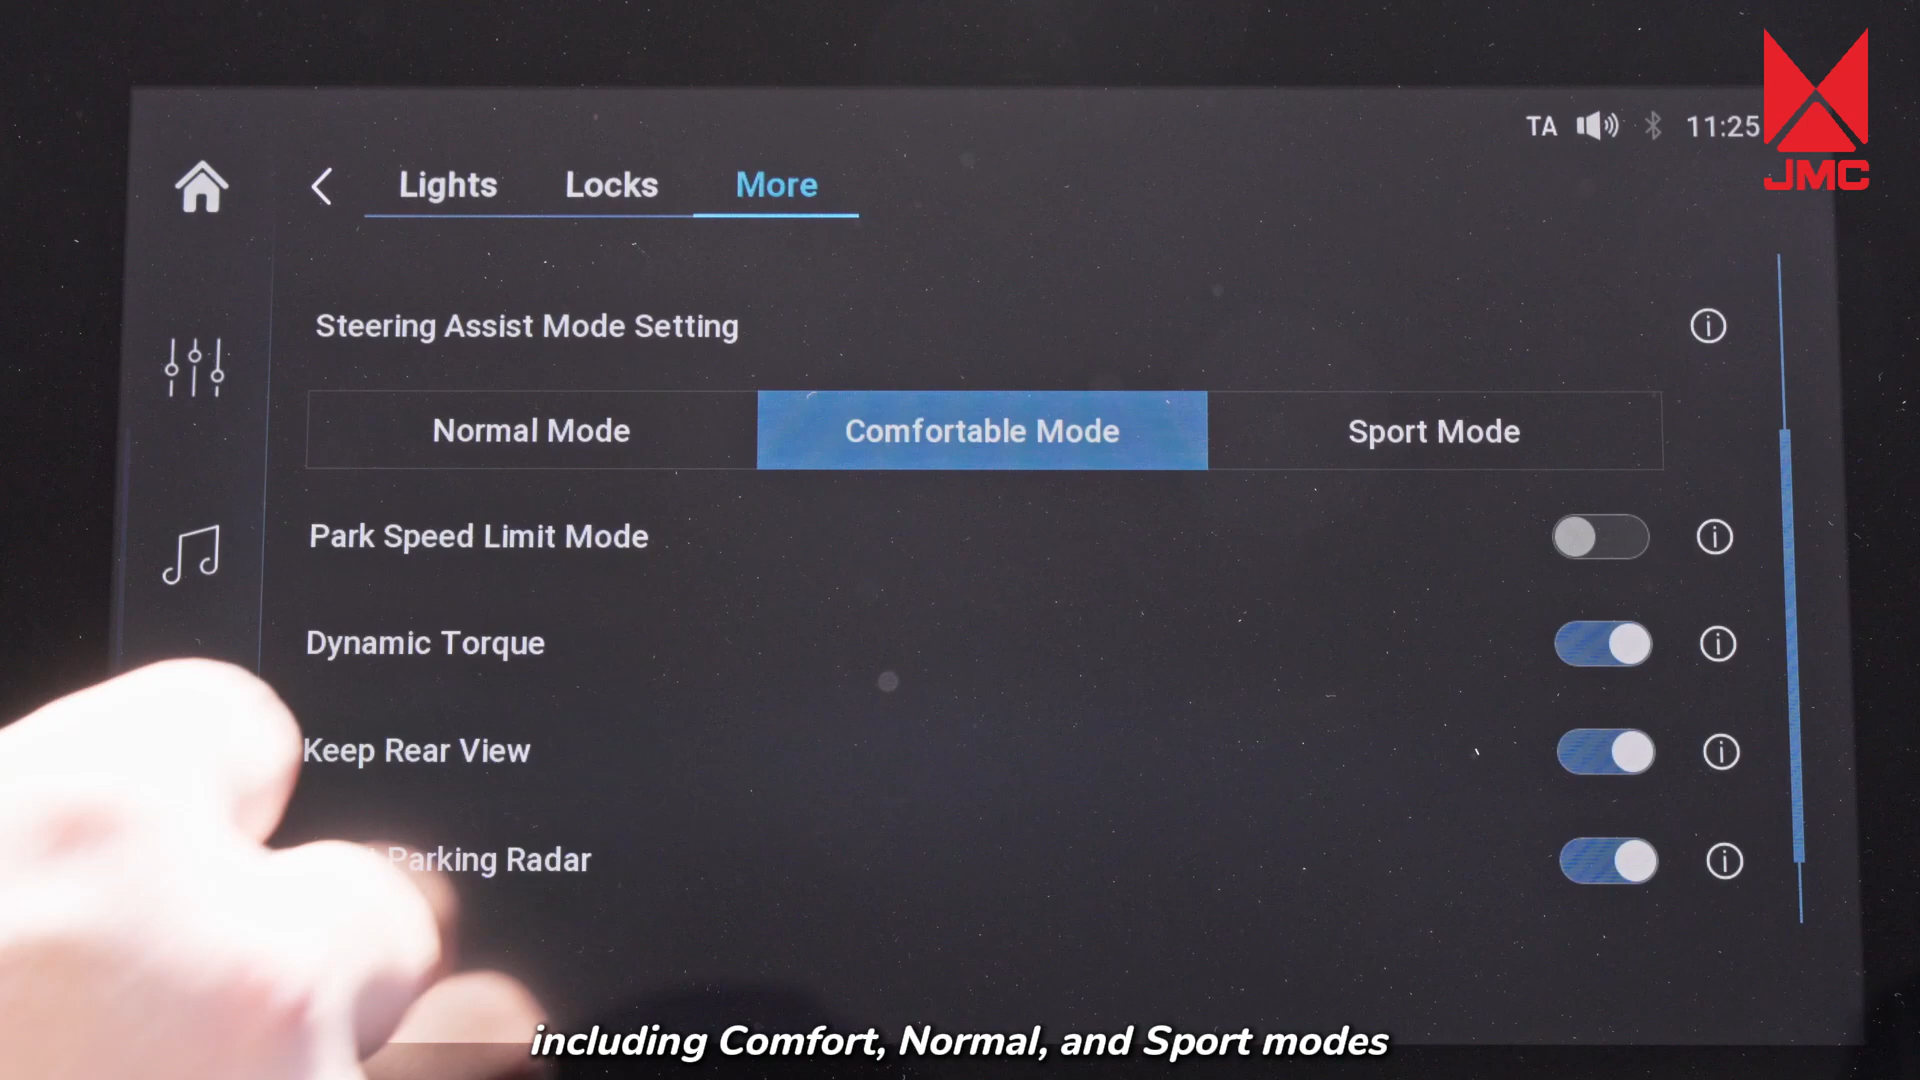 TA 11:25
JMC
Lights Locks More
Steering Assist Mode Setting
Normal Mode Comfortable Mode Sport Mode
Park Speed Limit Mode
Dynamic Torque
Keep Rear View
Parking Radar
including Comfort, Normal, and Sport modes